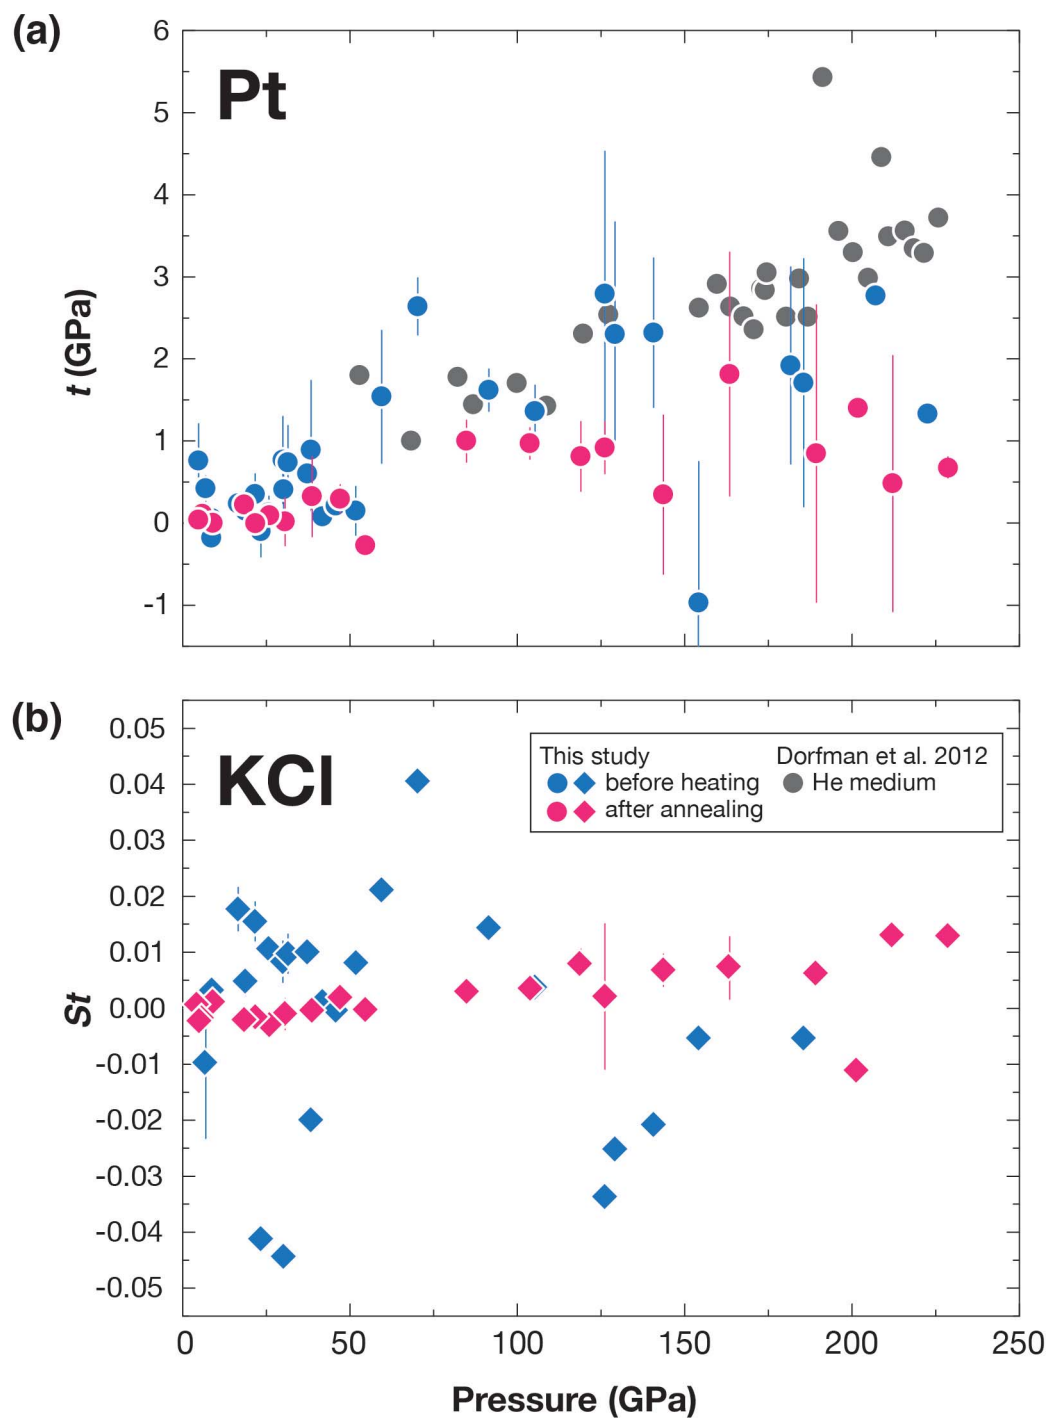 (a)
Pt
6
5
4
3
2
1
0
-1
t (GPa)
(b)
KCl
This study
Dorfman et al. 2012
before heating
He medium
after annealing
0.05
0.04
0.03
0.02
0.01
0.00
-0.01
-0.02
-0.03
-0.04
-0.05
St
0 50 100 150 200 250
Pressure (GPa)